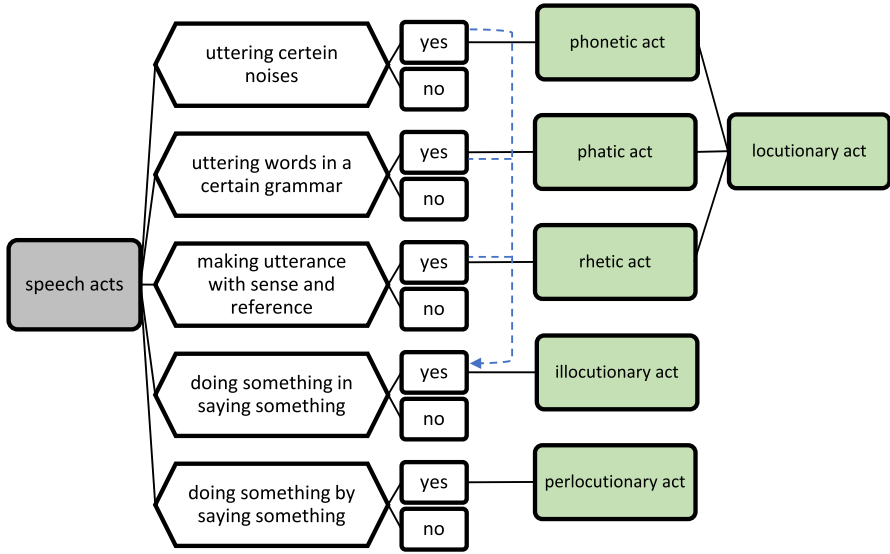 speech acts
uttering certein
noises
yes
no
phonetic act
uttering words in a
certain grammar
yes
no
phatic act
locutionary act
making utterance
with sense and
reference
yes
no
rhetic act
doing something in
saying something
yes
no
illocutionary act
doing something by
saying something
yes
no
perlocutionary act